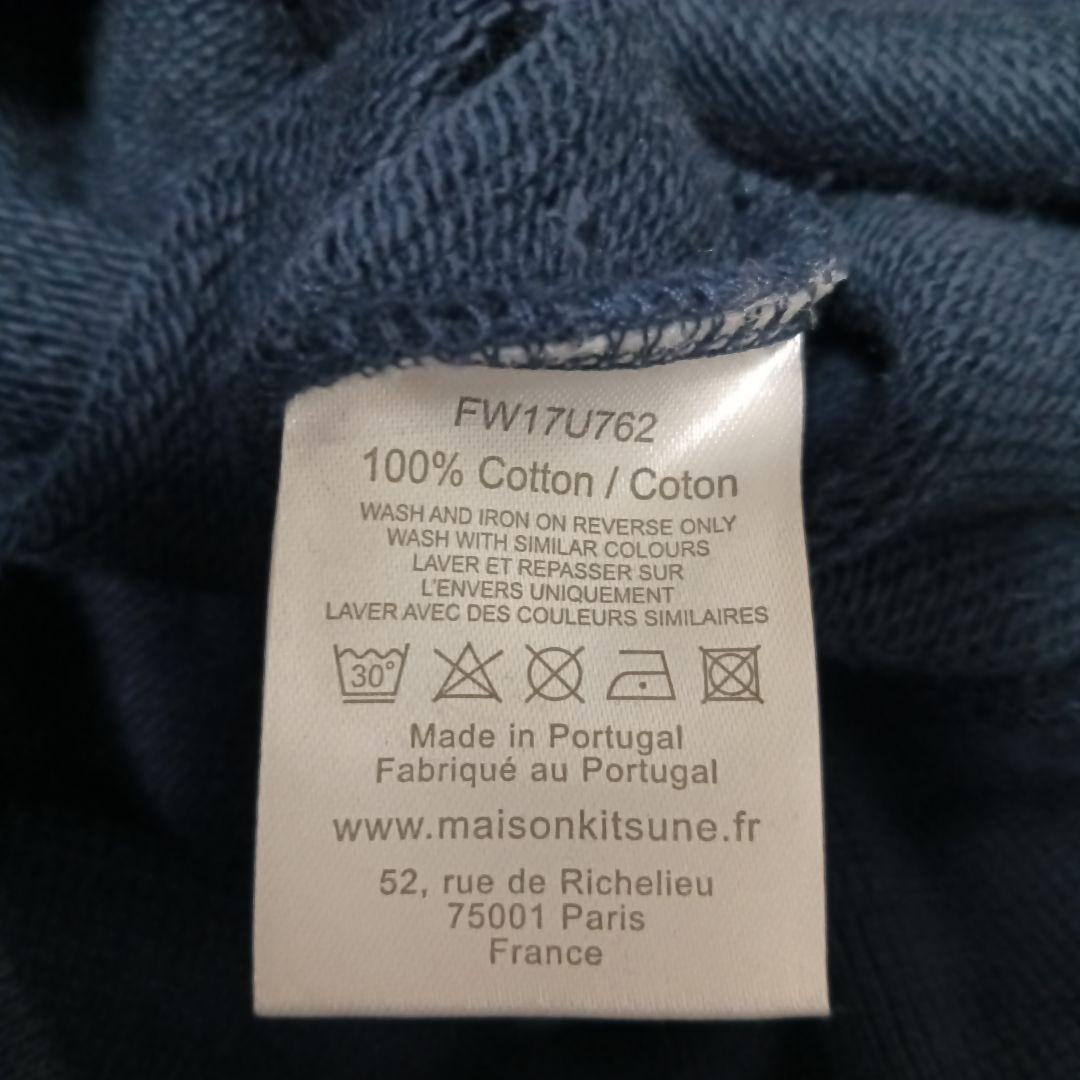 FW17U762
100% Cotton / Coton
WASH AND IRON ON REVERSE ONLY
WASH WITH SIMILAR COLOURS
LAVER ET REPASSER SUR
L'ENVERS UNIQUEMENT
LAVER AVEC DES COULEURS SIMILAIRES
30°
Made in Portugal
Fabriqué au Portugal
www.maisonkitsune.fr
52, rue de Richelieu
75001 Paris
France